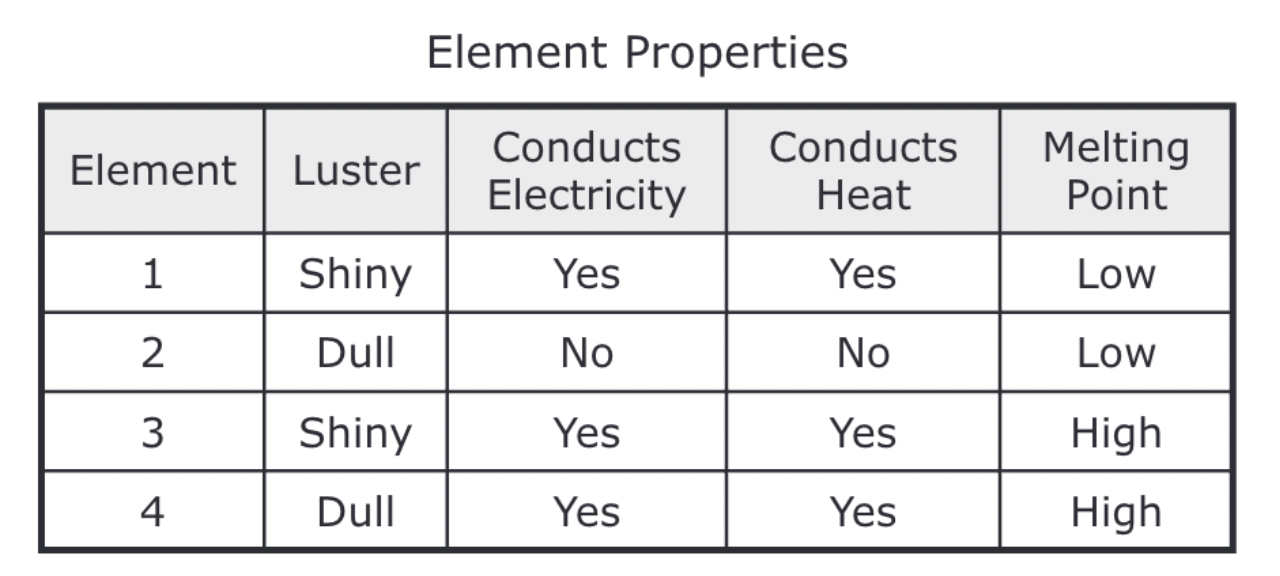 Element Properties
Element Luster Conducts Electricity Conducts Heat Melting Point
1 Shiny Yes Yes Low
2 Dull No No Low
3 Shiny Yes Yes High
4 Dull Yes Yes High